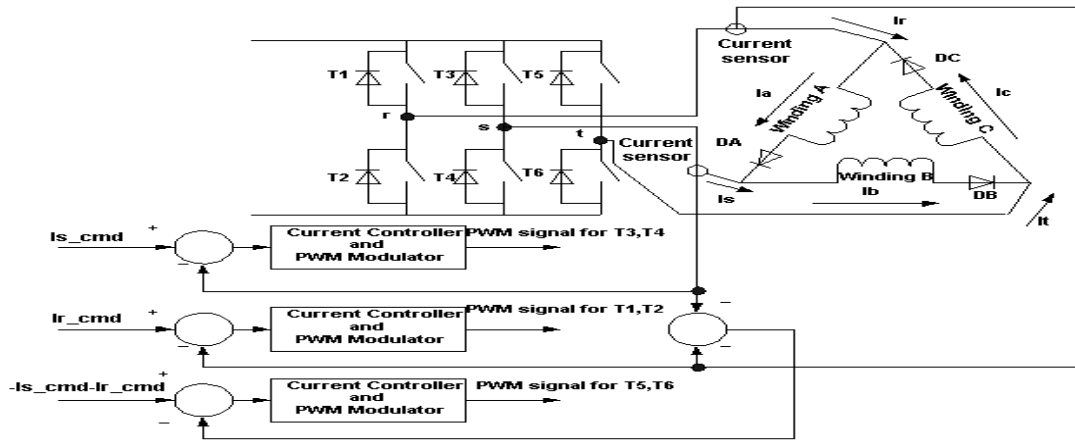 Ir
Current
sensor
DC
T1
T3
T5
Ia
Winding A
Winding C
Ic
r
s
t
Current
sensor
DA
T2
T4
T6
Winding B
Is
Ib
DB
It
Is_cmd
+
−
Current Controller
and
PWM Modulator
PWM signal for T3,T4
Ir_cmd
+
−
Current Controller
and
PWM Modulator
PWM signal for T1,T2
−
−
-Is_cmd-Ir_cmd
+
−
Current Controller
and
PWM Modulator
PWM signal for T5,T6